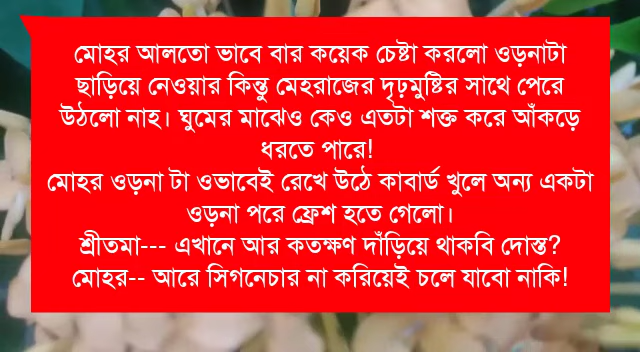 মোহর আলতো ভাবে বার কয়েক চেষ্টা করলো ওড়নাটা
ছাড়িয়ে নেওয়ার কিন্তু মেহরাজের দৃঢ়মুষ্টির সাথে পেরে
উঠলো নাহ। ঘুমের মাঝেও কেও এতটা শক্ত করে আঁকড়ে
ধরতে পারে!
মোহর ওড়না টা ওভাবেই রেখে উঠে কাবার্ড খুলে অন্য একটা
ওড়না পরে ফ্রেশ হতে গেলো।
শ্রীতমা--- এখানে আর কতক্ষণ দাঁড়িয়ে থাকবি দোস্ত?
মোহর-- আরে সিগনেচার না করিয়েই চলে যাবো নাকি!